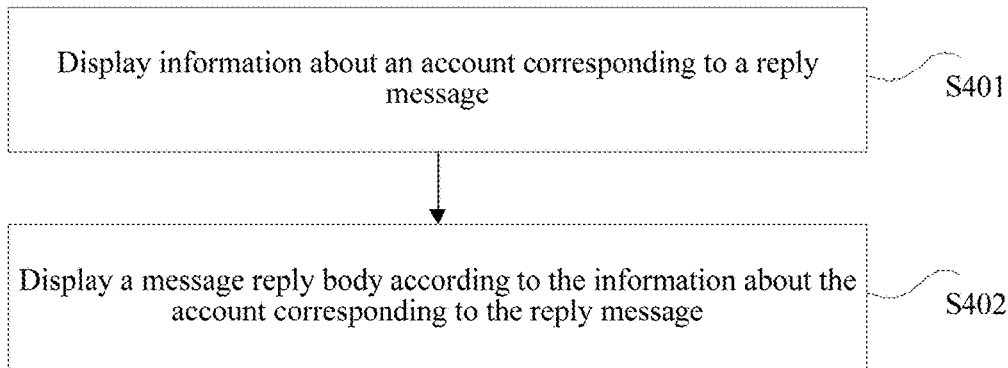 Display information about an account corresponding to a reply
message
S401
Display a message reply body according to the information about the
account corresponding to the reply message
S402